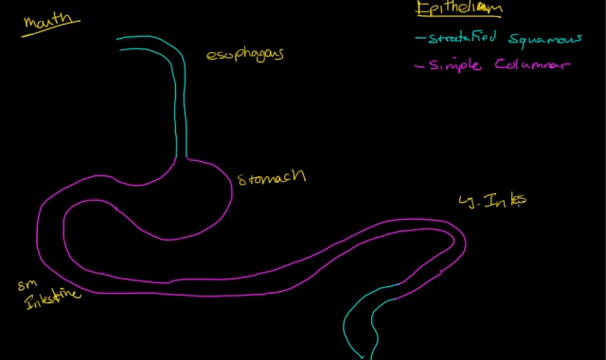 Mouth
Epithelium
- Stratified Squamous
- Simple Columnar
esophagus
Stomach
Lg. Intes
Sm
Intestine